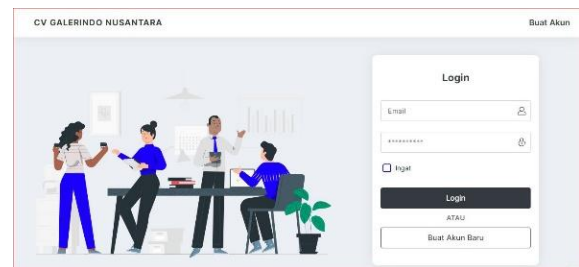 CV GALERINDO NUSANTARA
Buat Akun
Login
Email
**********
Ingat
Login
ATAU
Buat Akun Baru